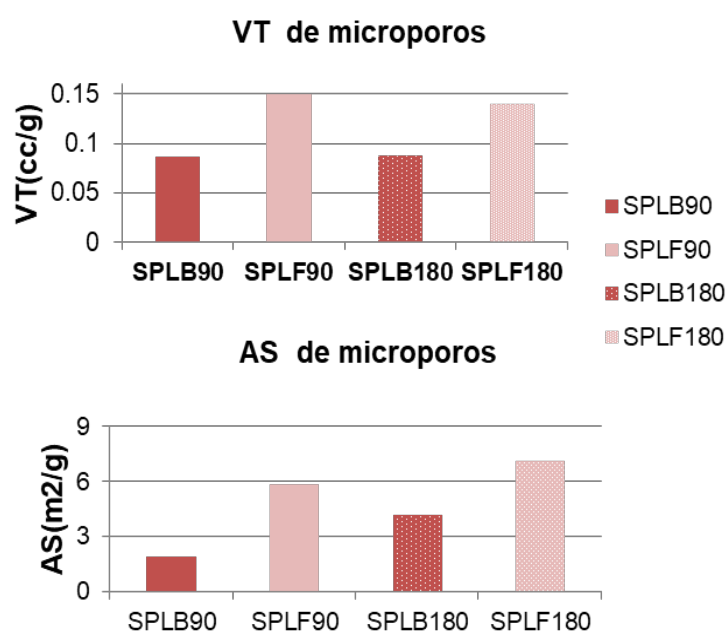 VT de microporos
VT(cc/g)
0.15
0.1
0.05
0
SPLB90 SPLF90 SPLB180 SPLF180
SPLB90
SPLF90
SPLB180
SPLF180
AS de microporos
AS(m2/g)
9
6
3
0
SPLB90 SPLF90 SPLB180 SPLF180